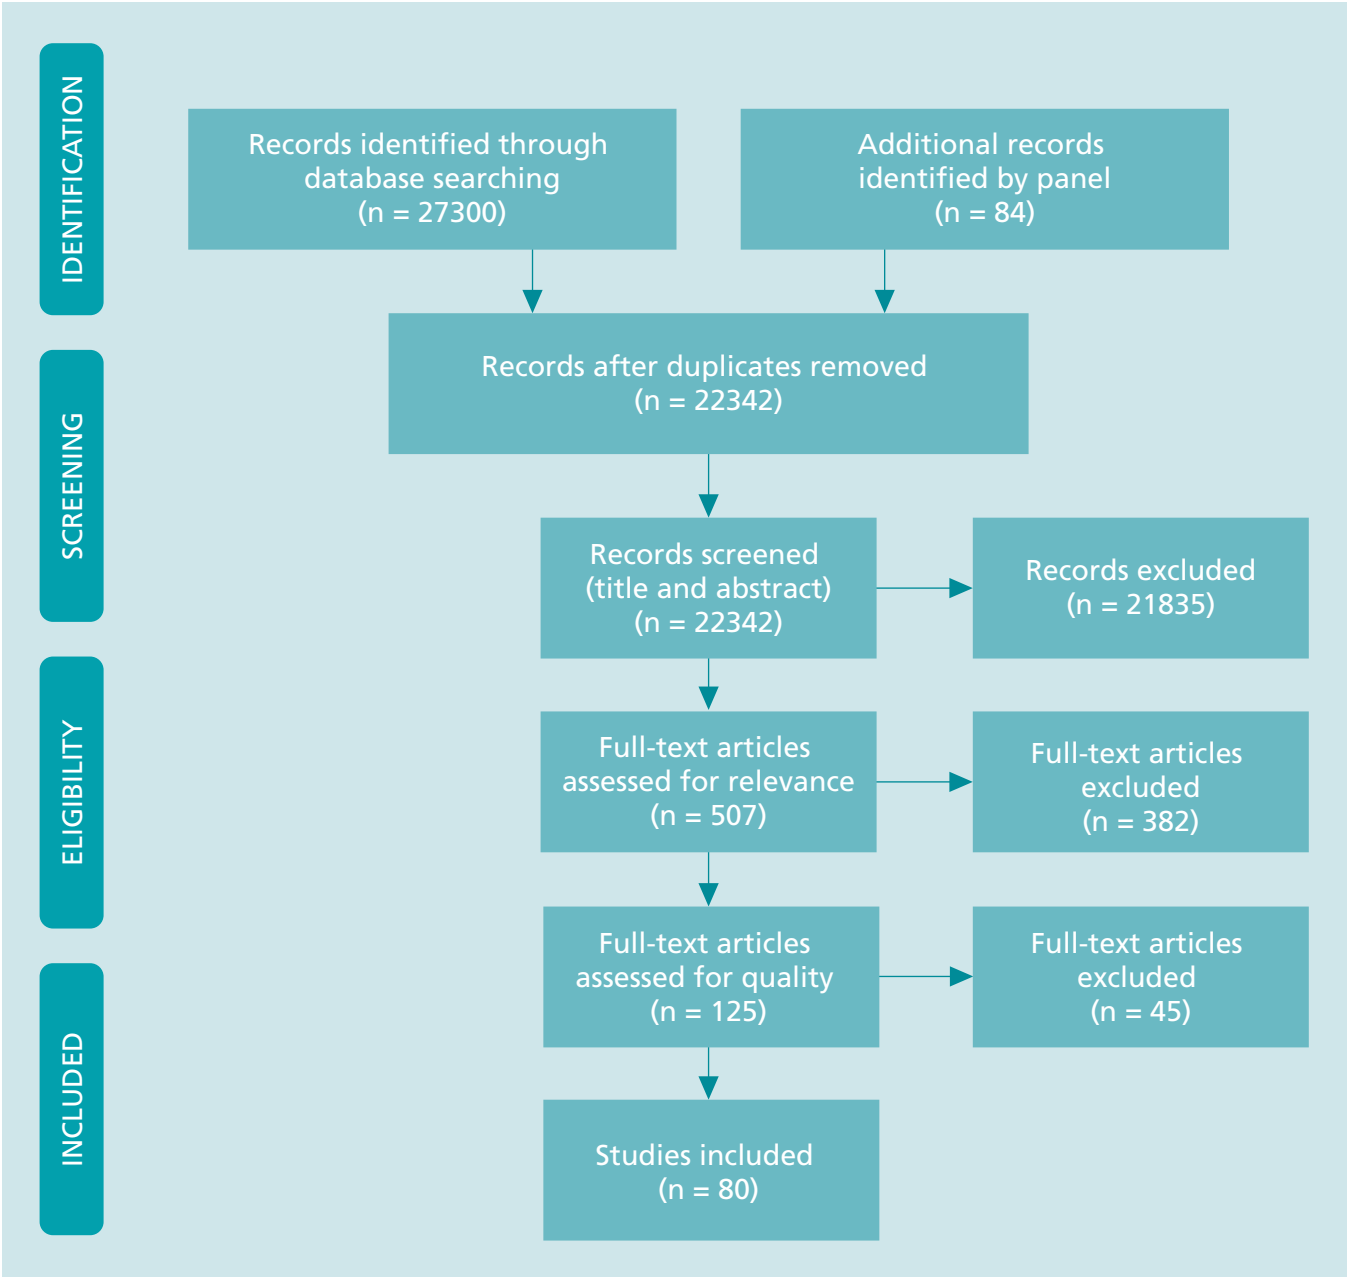 IDENTIFICATION
Records identified through
database searching
(n = 27300)
Additional records
identified by panel
(n = 84)
Records after duplicates removed
(n = 22342)
SCREENING
Records screened
(title and abstract)
(n = 22342)
Records excluded
(n = 21835)
ELIGIBILITY
Full-text articles
assessed for relevance
(n = 507)
Full-text articles
excluded
(n = 382)
Full-text articles
assessed for quality
(n = 125)
Full-text articles
excluded
(n = 45)
INCLUDED
Studies included
(n = 80)